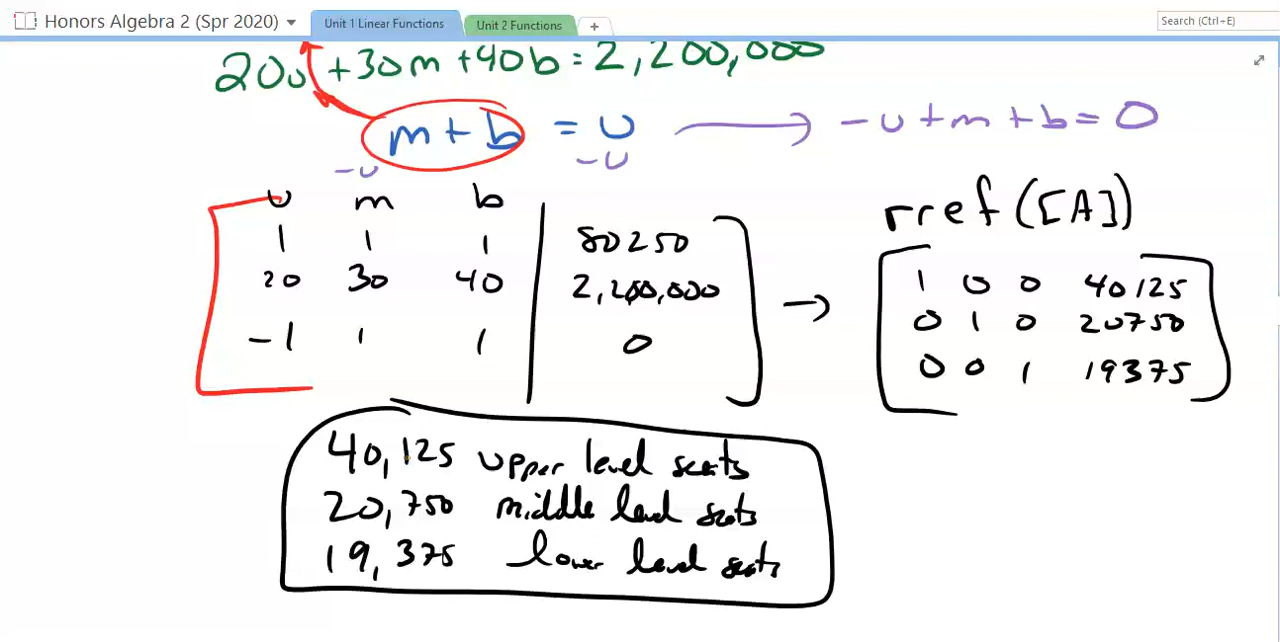 Honors Algebra 2 (Spr 2020)
Unit 1 Linear Functions
Unit 2 Functions
+
Search (Ctrl+E)
20u +30m +40b = 2,200,000
m + b = u → -u +m + b = 0
-u -u
u m b
1 1 1 80250
20 30 40 2,200,000
-1 1 1 0
→
rref ([A])
1 0 0 40125
0 1 0 20750
0 0 1 19375
40,125 upper level seats
20,750 middle level seats
19,375 lower level seats